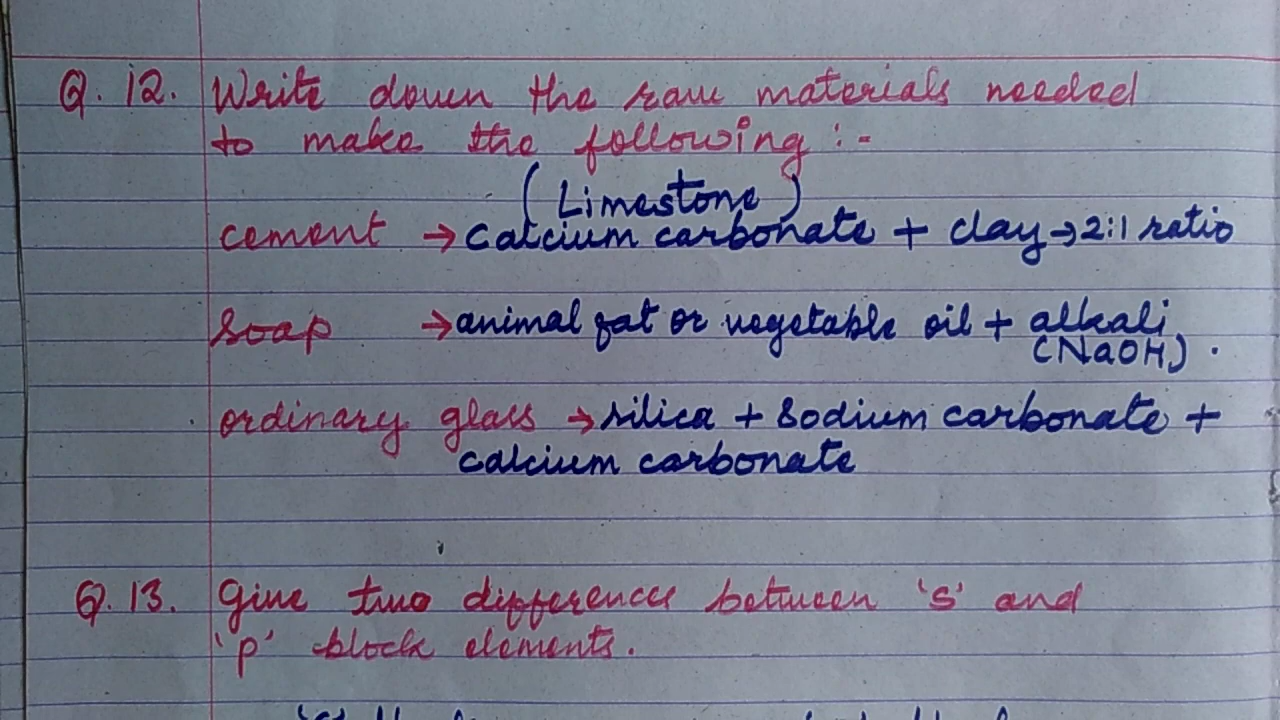 Q. 12. Write down the raw materials needed
to make the following :-
(Limestone)
cement → calcium carbonate + clay → 2:1 ratio
soap → animal fat or vegetable oil + alkali
(NaOH).
ordinary glass → silica + sodium carbonate +
calcium carbonate
Q. 13. Give two differences between 's' and
'p' block elements.